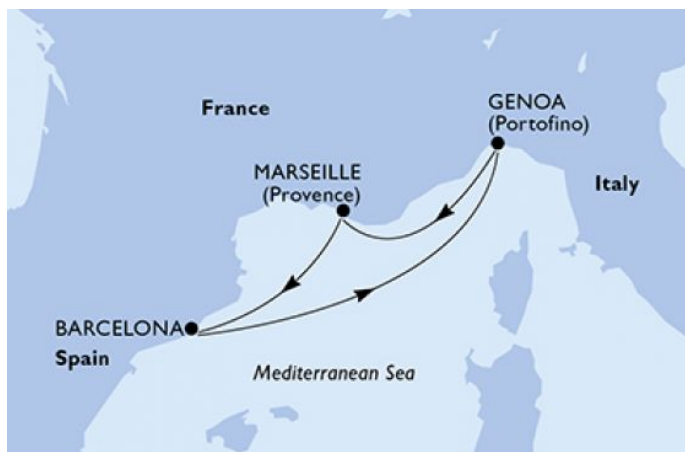 France
GENOA
(Portofino)
MARSEILLE
(Provence)
Italy
BARCELONA
Spain
Mediterranean Sea